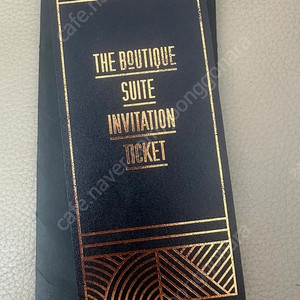 THE BOUTIQUE
SUITE
INVITATION
TICKET